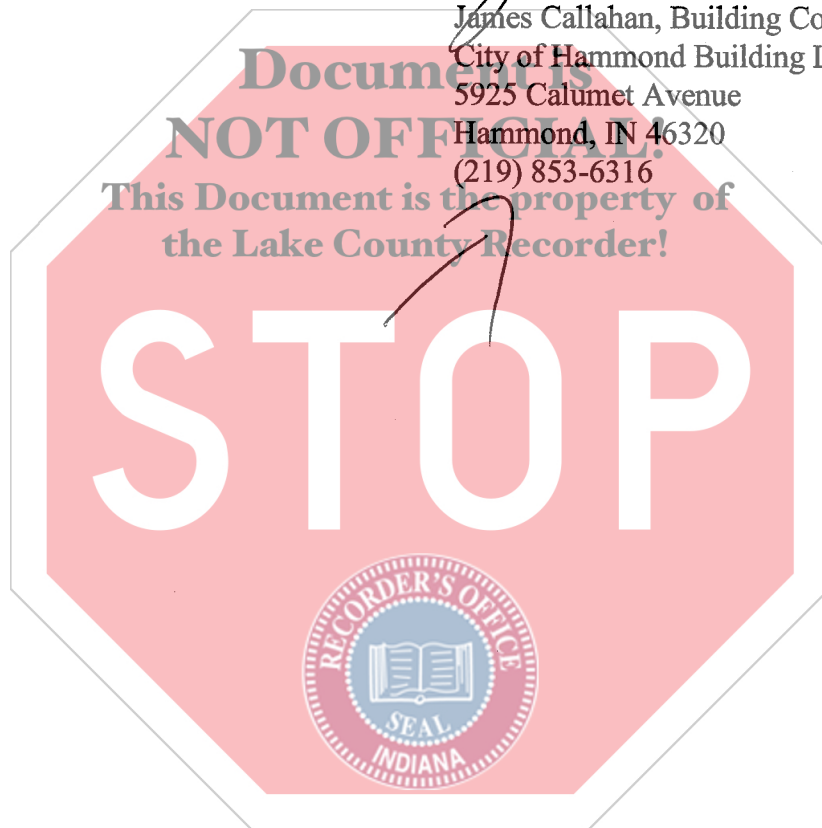 James Callahan, Building Co
City of Hammond Building
5925 Calumet Avenue
Hammond, IN 46320
(219) 853-6316
Document is
NOT OFFICIAL!
This Document is the property of
the Lake County Recorder!
STOP
RECORDER'S OFFICE
SEAL
INDIANA